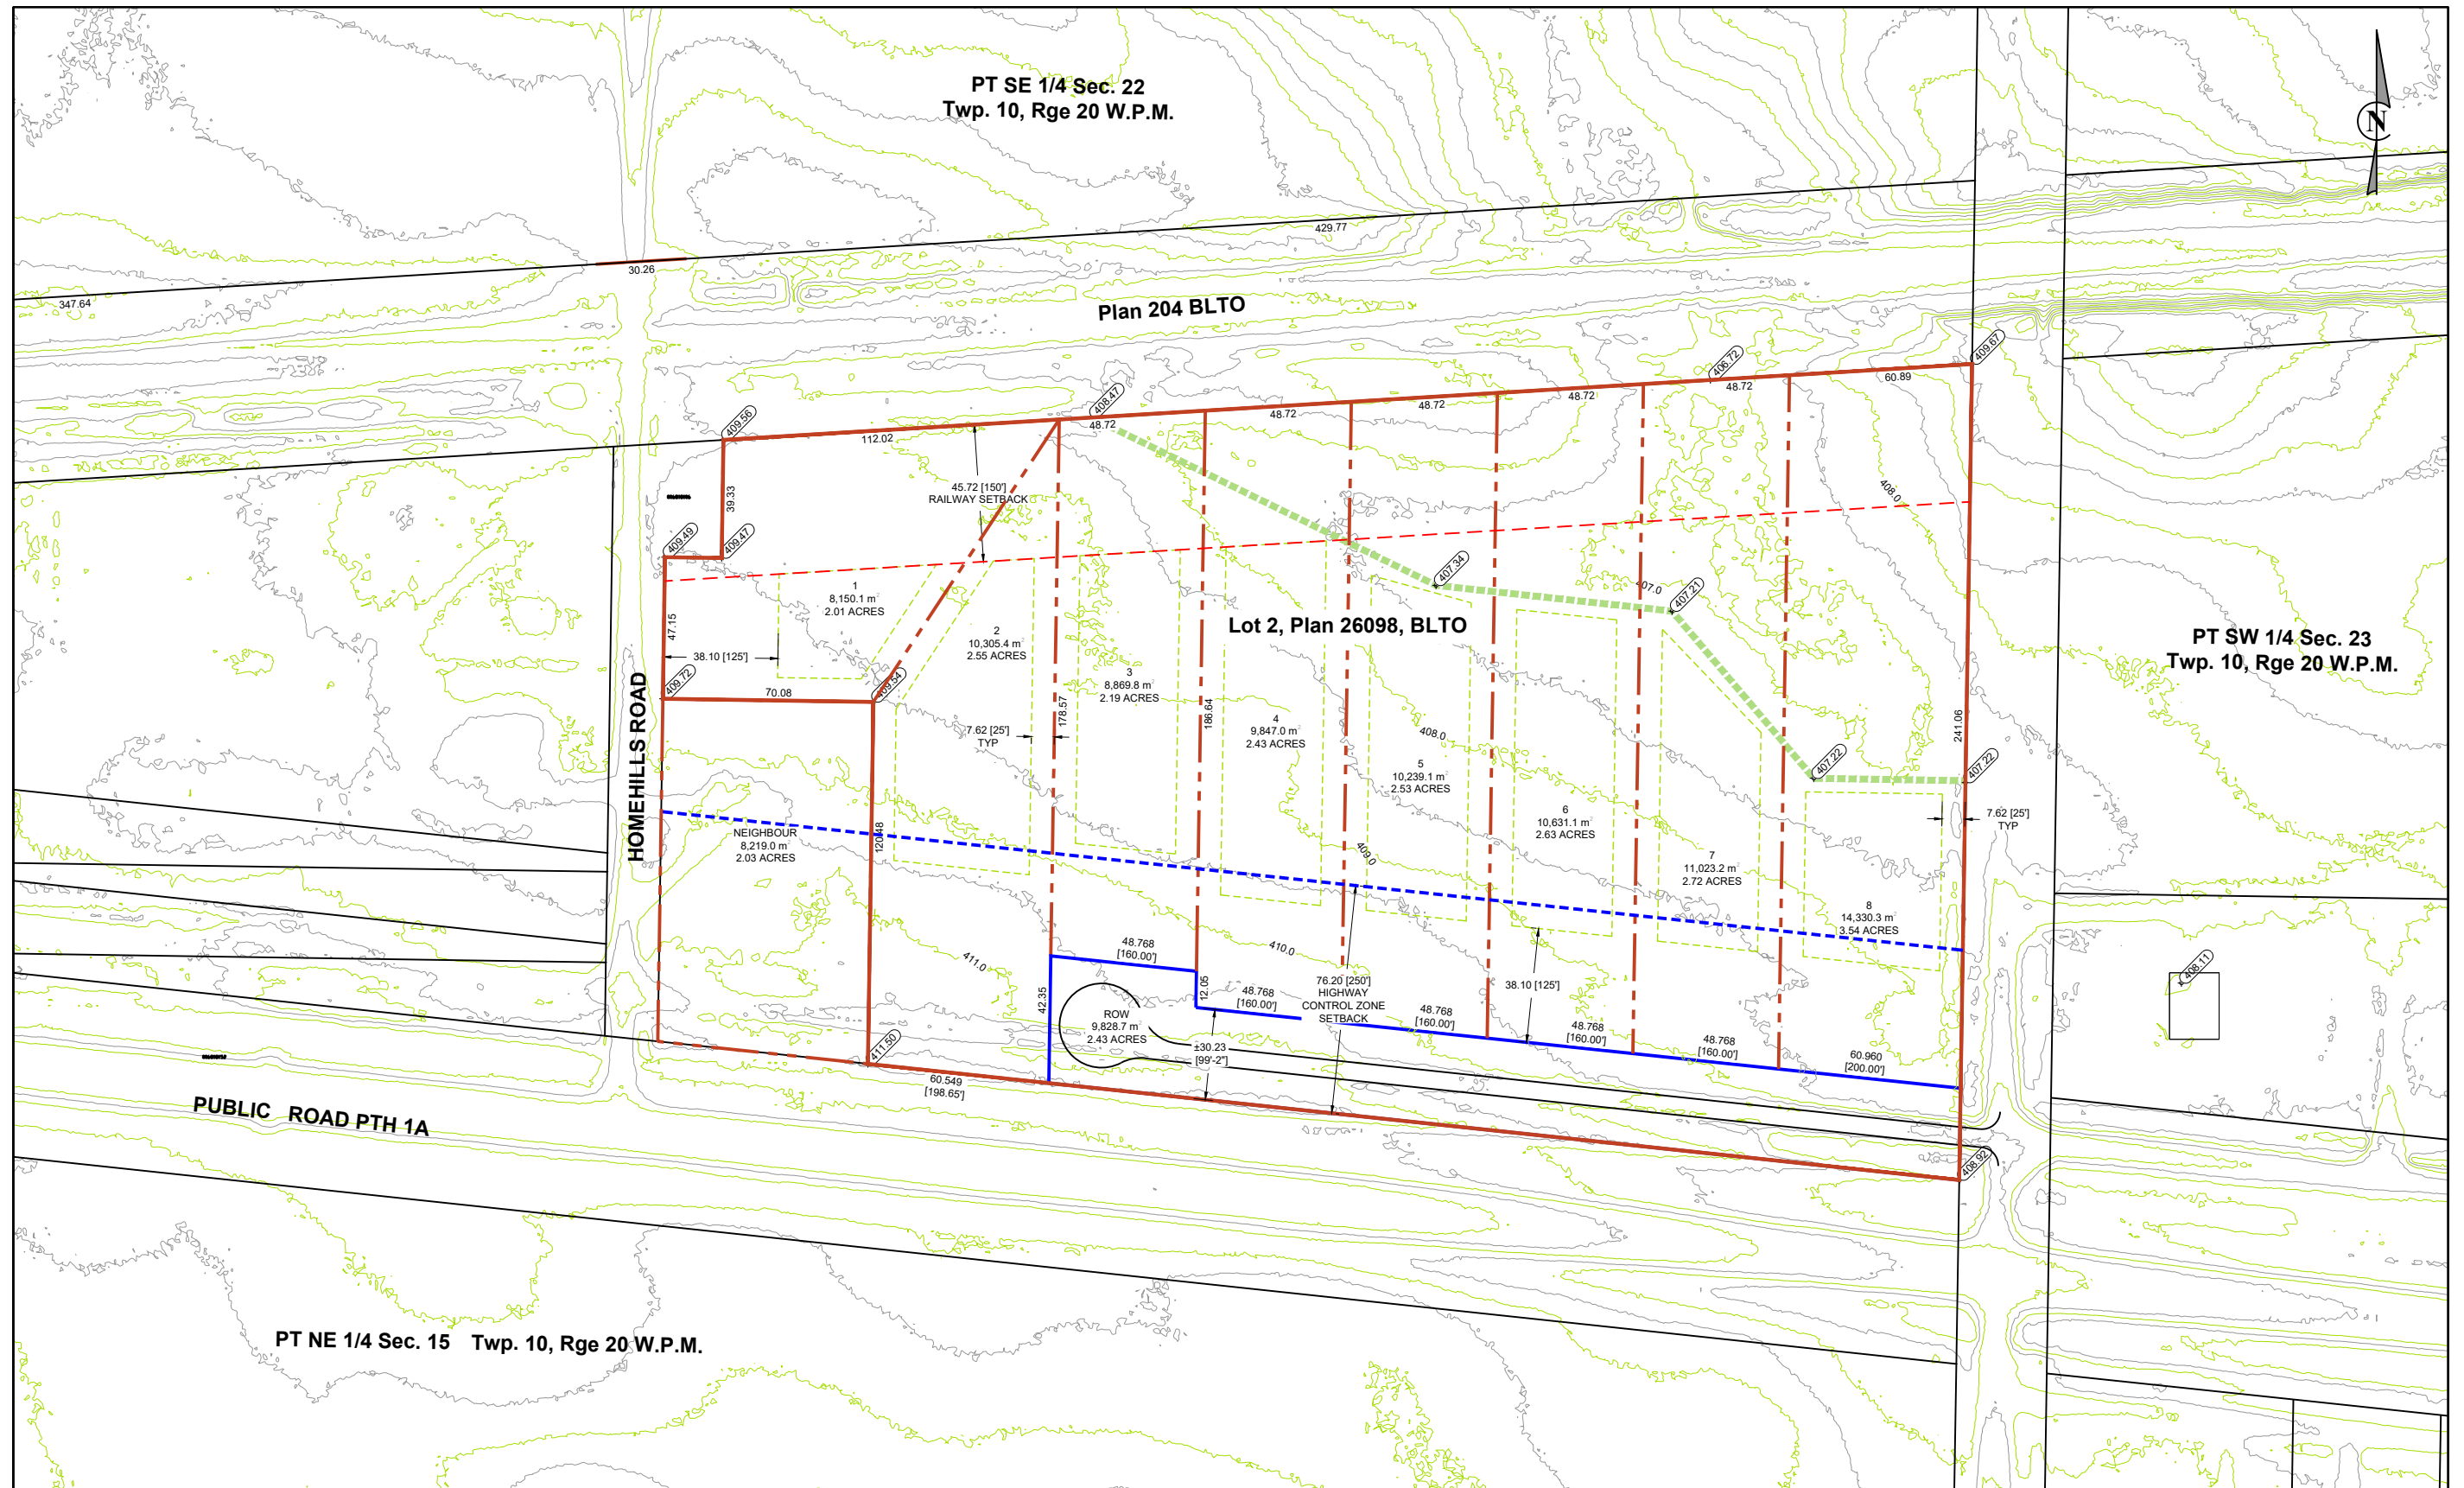 PT SE 1/4 Sec. 22
Twp. 10, Rge 20 W.P.M.
N
429.77
30.26
347.64
Plan 204 BLTO
409.67
406.72
60.89
48.72
48.72
48.72
48.72
408.47
48.72
409.56
112.02
45.72 [150']
RAILWAY SETBACK
39.33
408.0
409.49
409.47
407.34
407.0
407.21
1
8,150.1 m²
2.01 ACRES
47.15
38.10 [125']
Lot 2, Plan 26098, BLTO
2
10,305.4 m²
2.55 ACRES
PT SW 1/4 Sec. 23
Twp. 10, Rge 20 W.P.M.
3
8,869.8 m²
2.19 ACRES
409.72
70.08
409.54
HOMEHILLS ROAD
178.57
186.64
7.62 [25']
TYP
4
9,847.0 m²
2.43 ACRES
408.0
241.06
5
10,239.1 m²
2.53 ACRES
407.22
407.22
6
10,631.1 m²
2.63 ACRES
7.62 [25']
TYP
NEIGHBOUR
8,219.0 m²
2.03 ACRES
120.48
409.0
7
11,023.2 m²
2.72 ACRES
8
14,330.3 m²
3.54 ACRES
48.768
[160.00']
410.0
411.0
408.11
42.35
12.05
48.768
[160.00']
76.20 [250']
HIGHWAY
CONTROL ZONE
SETBACK
38.10 [125']
ROW
9,828.7 m²
2.43 ACRES
48.768
[160.00']
48.768
[160.00']
48.768
[160.00']
60.960
[200.00']
411.50
±30.23
[99'-2"]
60.549
[198.65']
PUBLIC ROAD PTH 1A
408.92
PT NE 1/4 Sec. 15 Twp. 10, Rge 20 W.P.M.